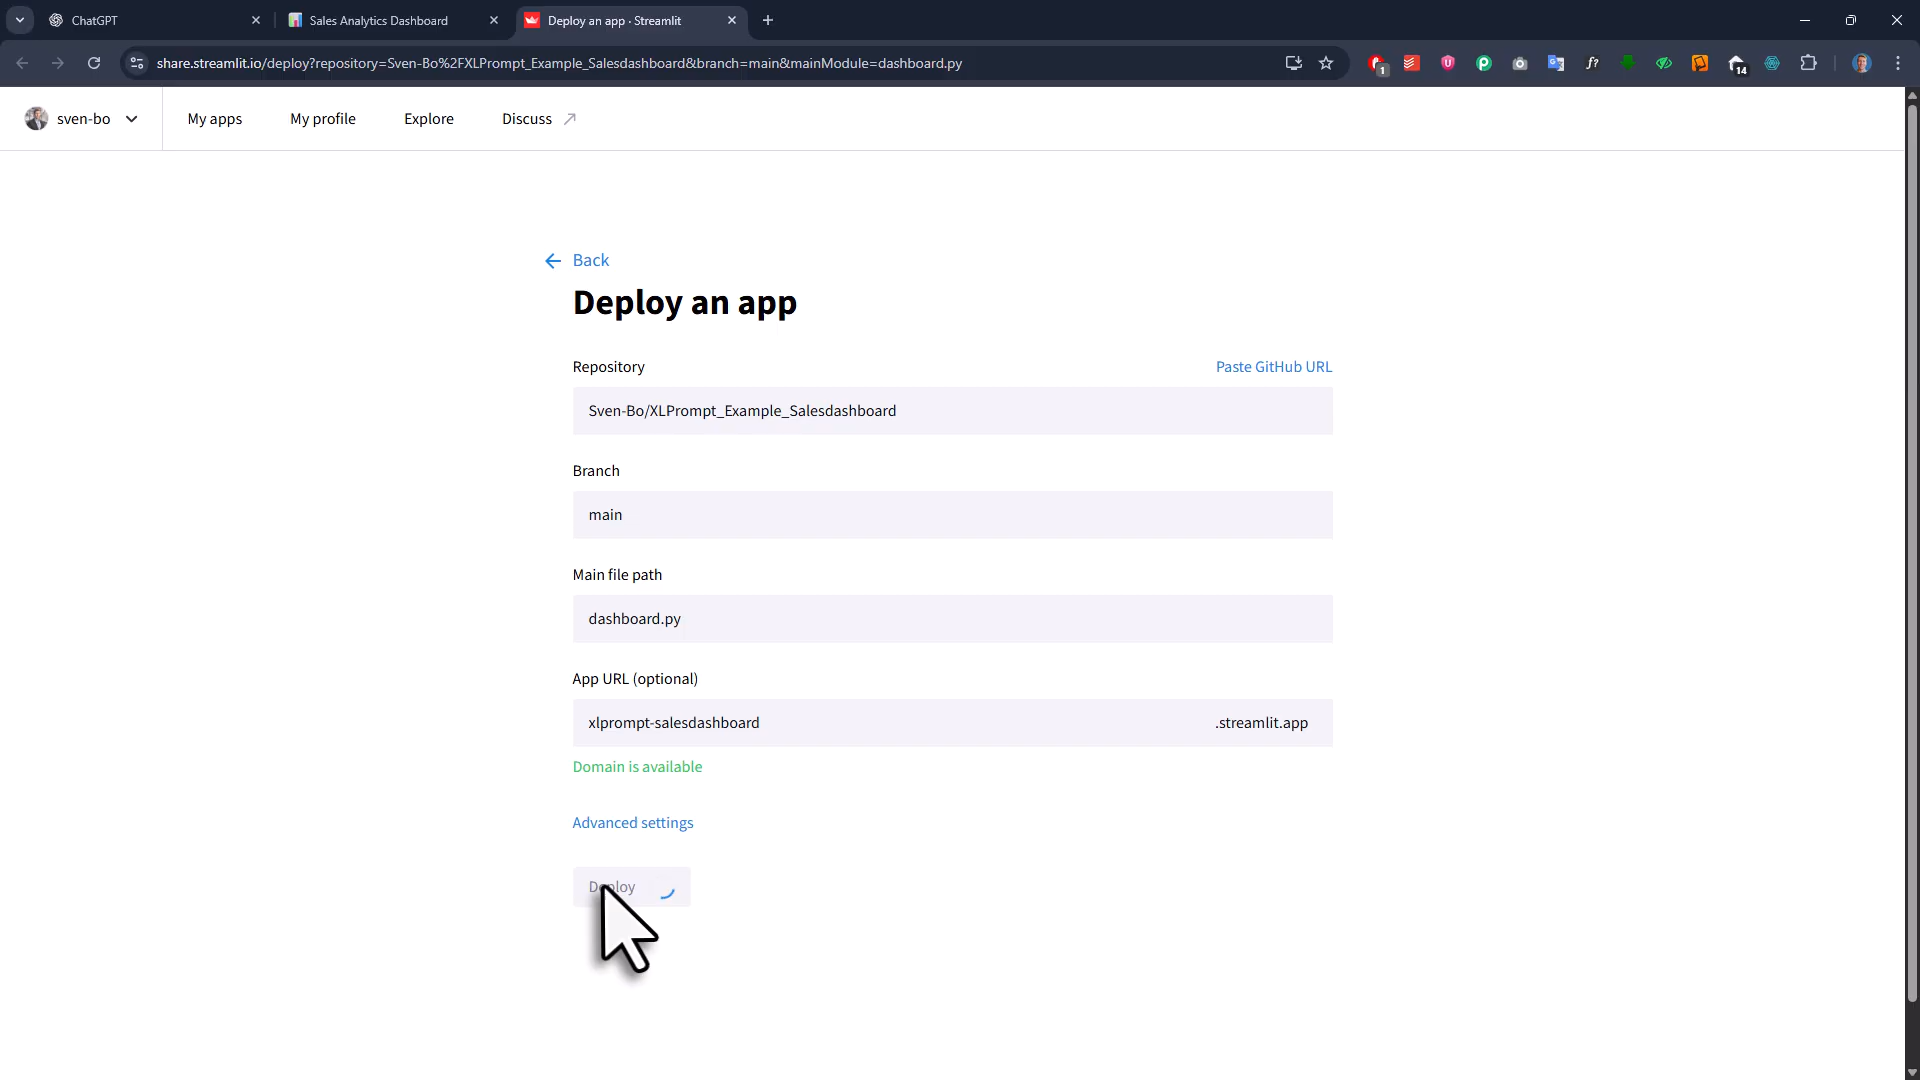 ChatGPT
Sales Analytics Dashboard
Deploy an app · Streamlit
share.streamlit.io/deploy?repository=Sven-Bo%2FXLPrompt_Example_Salesdashboard&branch=main&mainModule=dashboard.py
1
f?
14
sven-bo
My apps
My profile
Explore
Discuss
Back
Deploy an app
Repository
Paste GitHub URL
Sven-Bo/XLPrompt_Example_Salesdashboard
Branch
main
Main file path
dashboard.py
App URL (optional)
xlprompt-salesdashboard
.streamlit.app
Domain is available
Advanced settings
Deploy